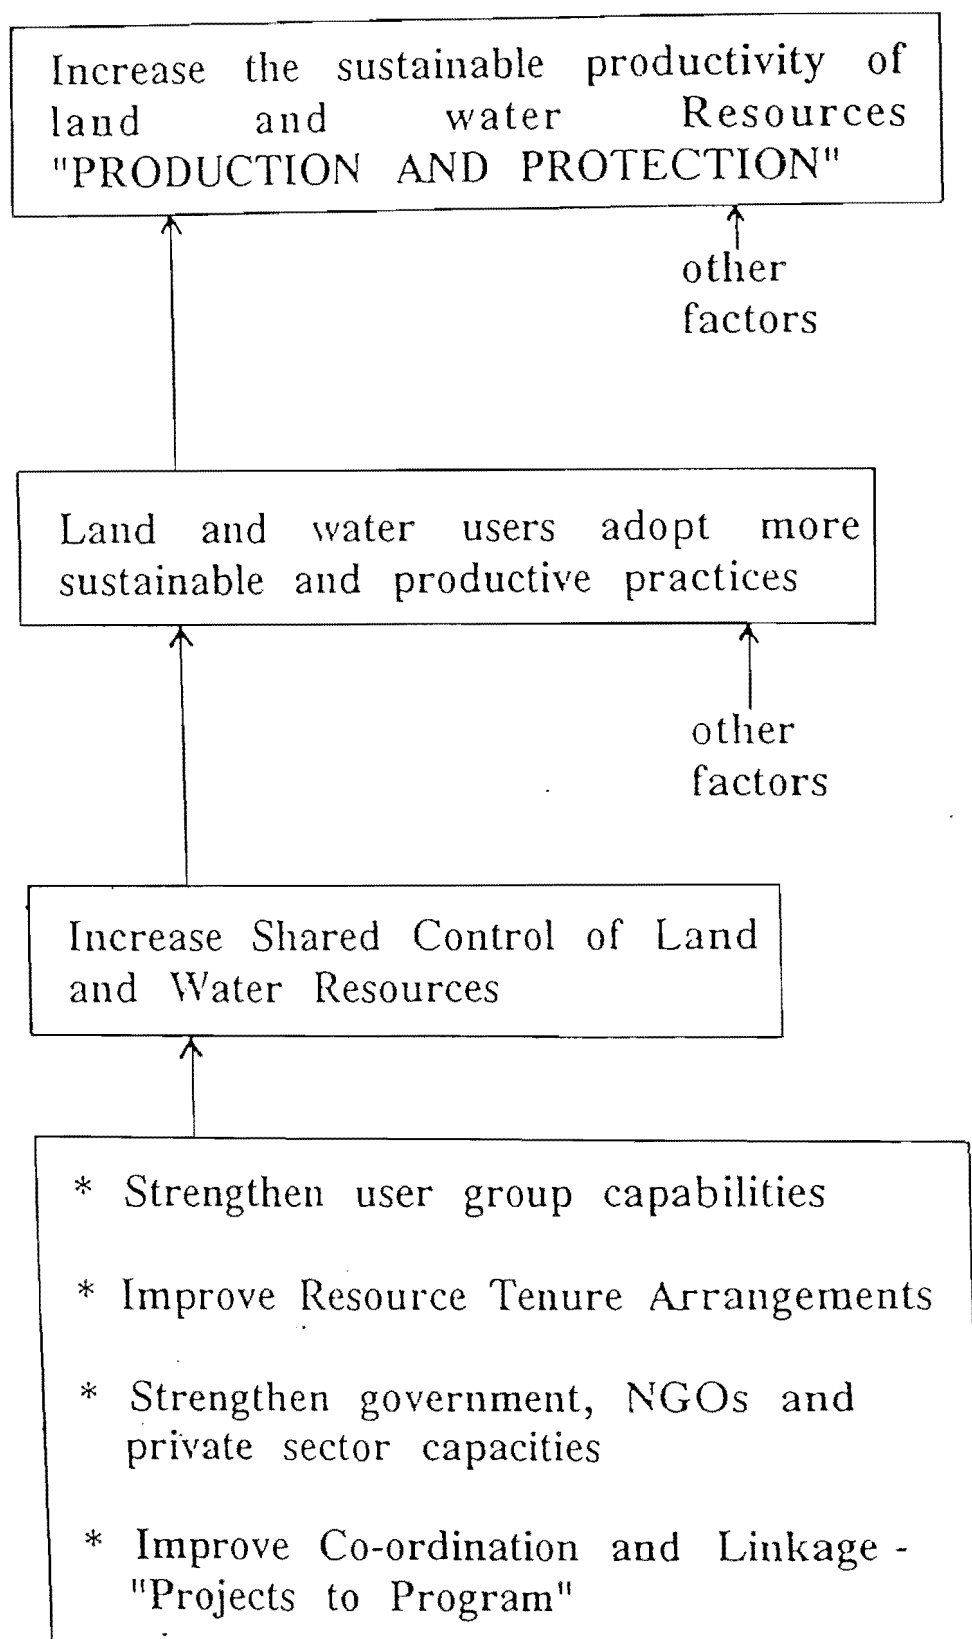 Increase the sustainable productivity of
land and water Resources
"PRODUCTION AND PROTECTION"
other
factors
Land and water users adopt more
sustainable and productive practices
other
factors
Increase Shared Control of Land
and Water Resources
* Strengthen user group capabilities
* Improve Resource Tenure Arrangements
* Strengthen government, NGOs and
private sector capacities
* Improve Co-ordination and Linkage -
"Projects to Program"